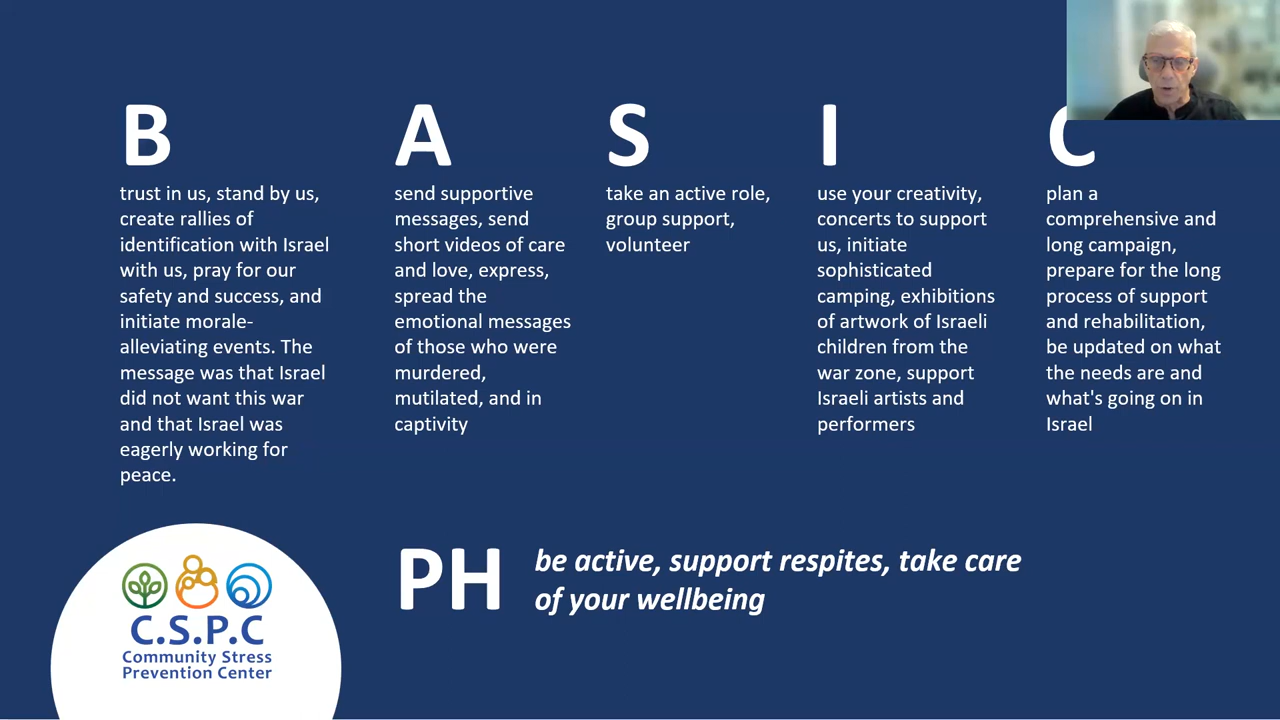 B
trust in us, stand by us,
create rallies of
identification with Israel
with us, pray for our
safety and success, and
initiate morale-
alleviating events. The
message was that Israel
did not want this war
and that Israel was
eagerly working for
peace.
A
send supportive
messages, send
short videos of care
and love, express,
spread the
emotional messages
of those who were
murdered,
mutilated, and in
captivity
S
take an active role,
group support,
volunteer
I
use your creativity,
concerts to support
us, initiate
sophisticated
camping, exhibitions
of artwork of Israeli
children from the
war zone, support
Israeli artists and
performers
C
plan a
comprehensive and
long campaign,
prepare for the long
process of support
and rehabilitation,
be updated on what
the needs are and
what's going on in
Israel
PH
be active, support respites, take care
of your wellbeing
C.S.P.C
Community Stress
Prevention Center